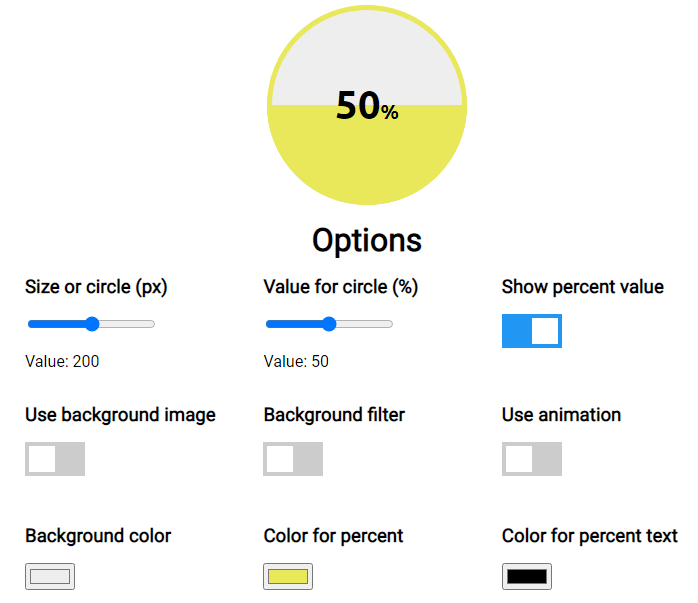 50%
Options
Size or circle (px)
Value for circle (%)
Show percent value
Value: 200
Value: 50
Use background image
Background filter
Use animation
Background color
Color for percent
Color for percent text